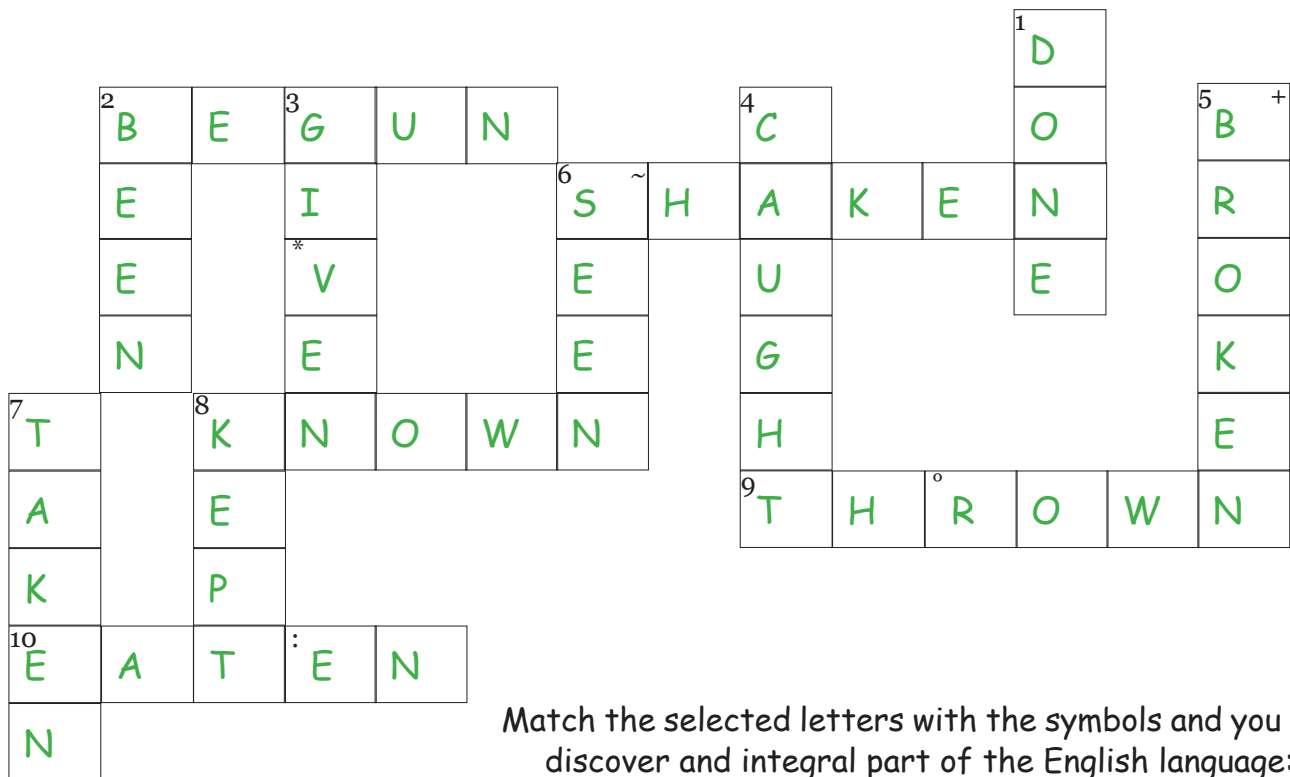 1 D
2 B E 3 G U N 4 C O 5 B +
E I 6 S ~ H A K E N R
E * V E U E O
N E E G K
7 T 8 K N O W N H E
A E 9 T H o R O W N
K P
10 E A T : E N
Match the selected letters with the symbols and you
N
discover and integral part of the English language: